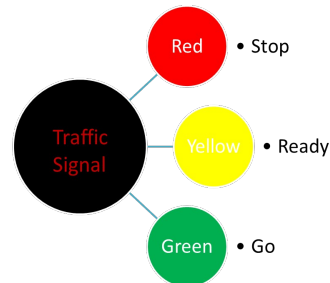 Red
• Stop
Traffic
Signal
Yellow
• Ready
Green
• Go